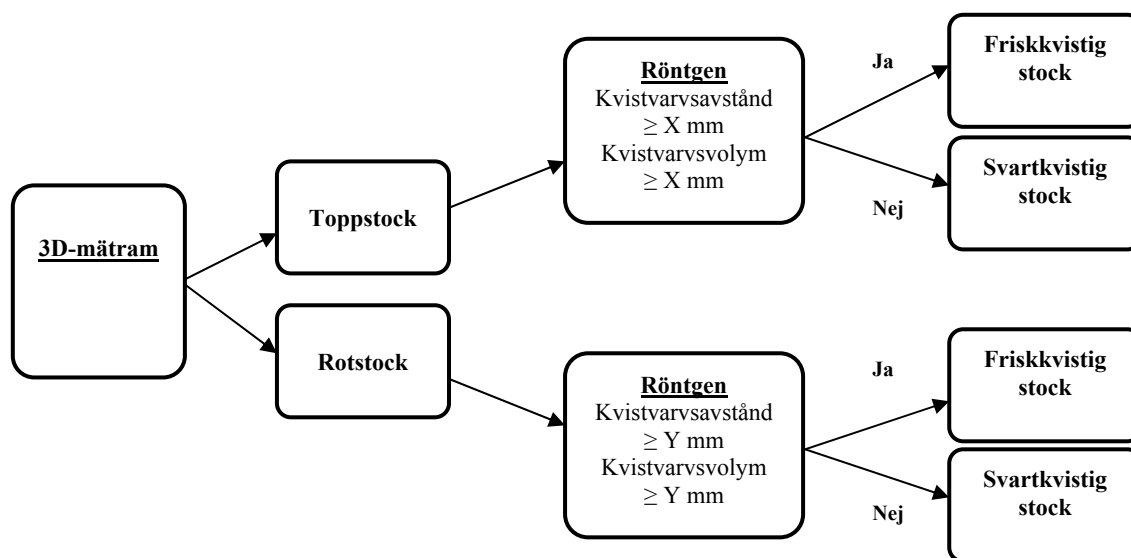 3D-mätram
Toppstock
Rotstock
Röntgen
Kvistvarvsavstånd
≥ X mm
Kvistvarvsvolym
≥ X mm
Ja
Nej
Friskkvistig
stock
Svartkvistig
stock
Röntgen
Kvistvarvsavstånd
≥ Y mm
Kvistvarvsvolym
≥ Y mm
Ja
Nej
Friskkvistig
stock
Svartkvistig
stock